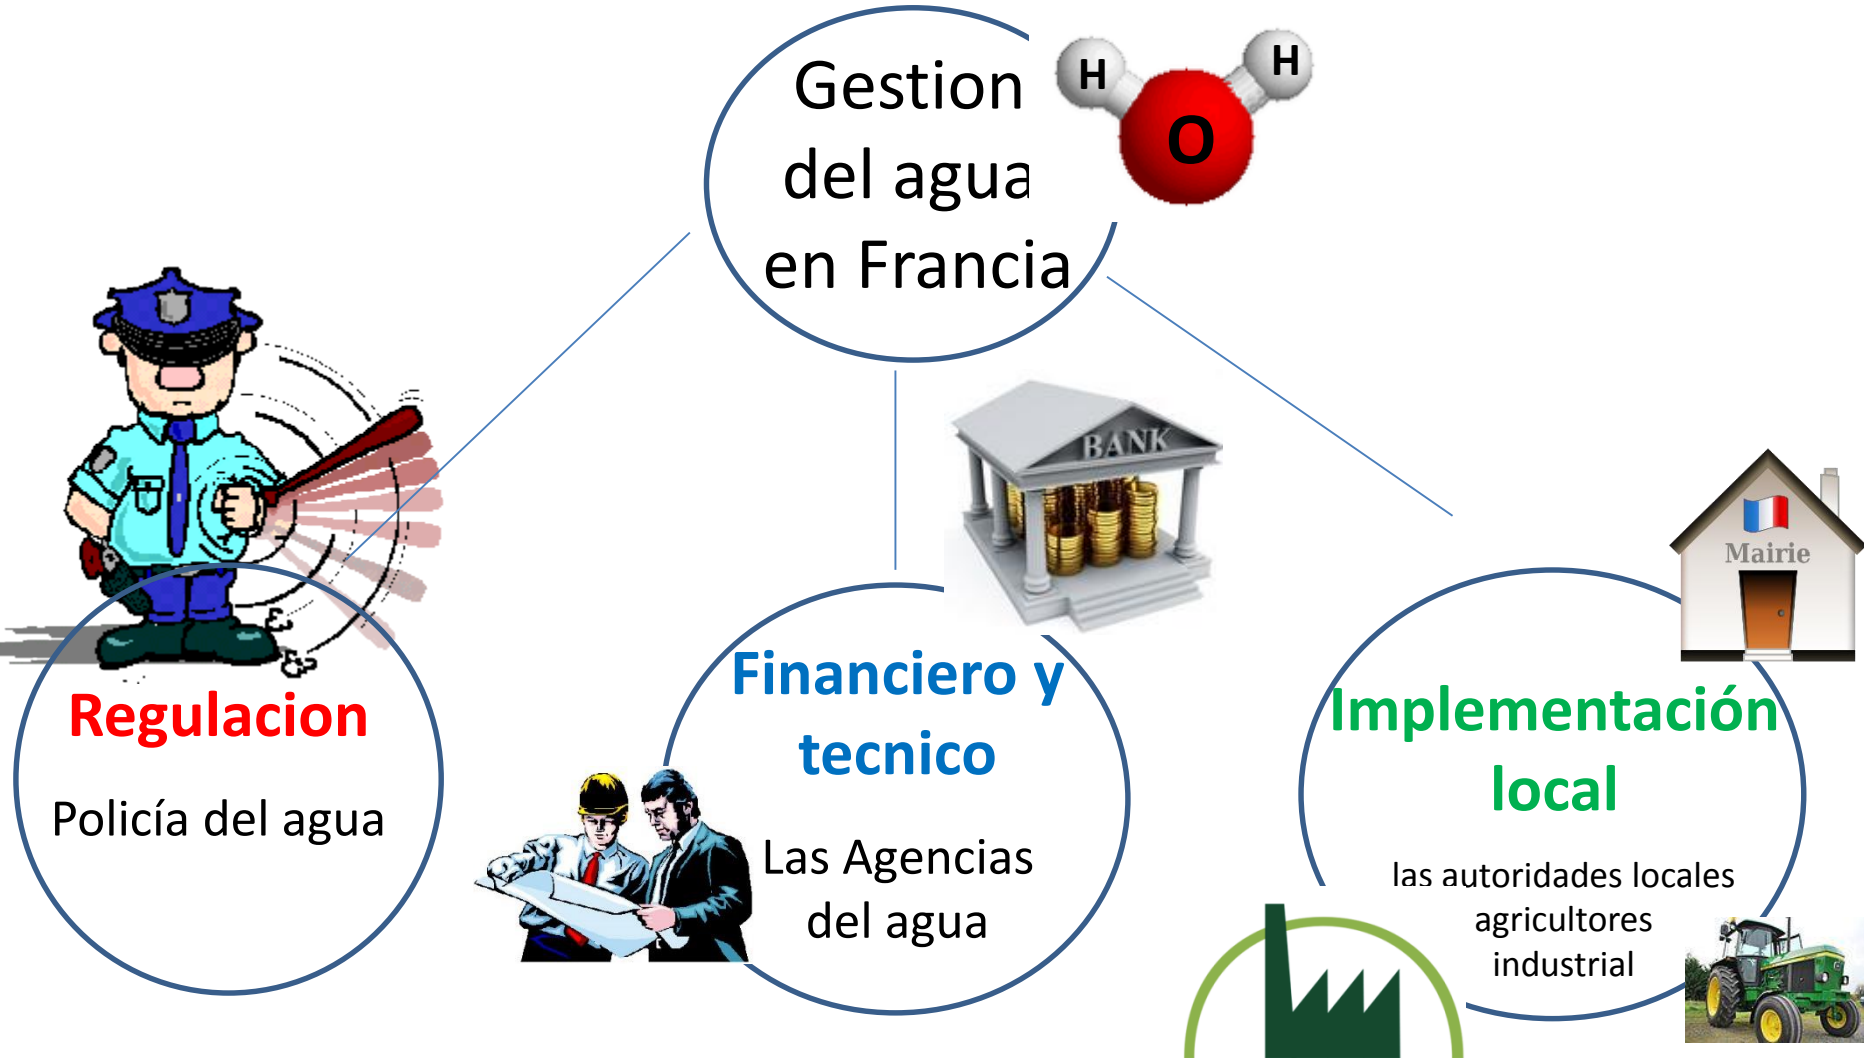 Gestion
del agua
en Francia
H
H
O
BANK
Mairie
Regulacion
Policía del agua
Financiero y
tecnico
Las Agencias
del agua
Implementación
local
las autoridades locales
agricultores
industrial